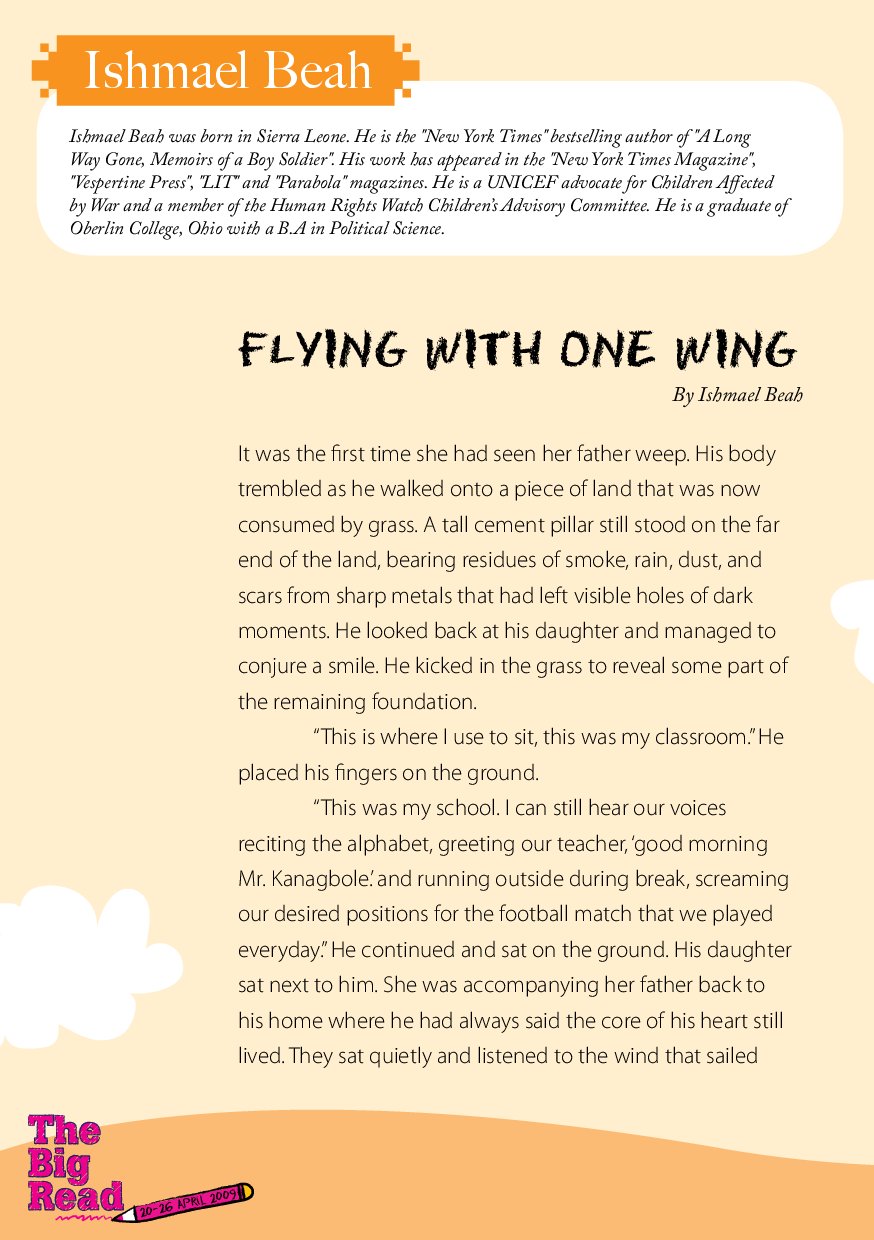 Ishmael Beah
Ishmael Beah was born in Sierra Leone. He is the "New York Times" bestselling author of "A Long
Way Gone, Memoirs of a Boy Soldier". His work has appeared in the "New York Times Magazine",
"Vespertine Press", "LIT" and "Parabola" magazines. He is a UNICEF advocate for Children Affected
by War and a member of the Human Rights Watch Children's Advisory Committee. He is a graduate of
Oberlin College, Ohio with a B.A in Political Science.
FLYING WITH ONE WING
By Ishmael Beah
It was the first time she had seen her father weep. His body
trembled as he walked onto a piece of land that was now
consumed by grass. A tall cement pillar still stood on the far
end of the land, bearing residues of smoke, rain, dust, and
scars from sharp metals that had left visible holes of dark
moments. He looked back at his daughter and managed to
conjure a smile. He kicked in the grass to reveal some part of
the remaining foundation.
“This is where I use to sit, this was my classroom.” He
placed his fingers on the ground.
“This was my school. I can still hear our voices
reciting the alphabet, greeting our teacher, ‘good morning
Mr. Kanagbole.’ and running outside during break, screaming
our desired positions for the football match that we played
everyday.” He continued and sat on the ground. His daughter
sat next to him. She was accompanying her father back to
his home where he had always said the core of his heart still
lived. They sat quietly and listened to the wind that sailed
The
Big
Read
20-26 APRIL 2009